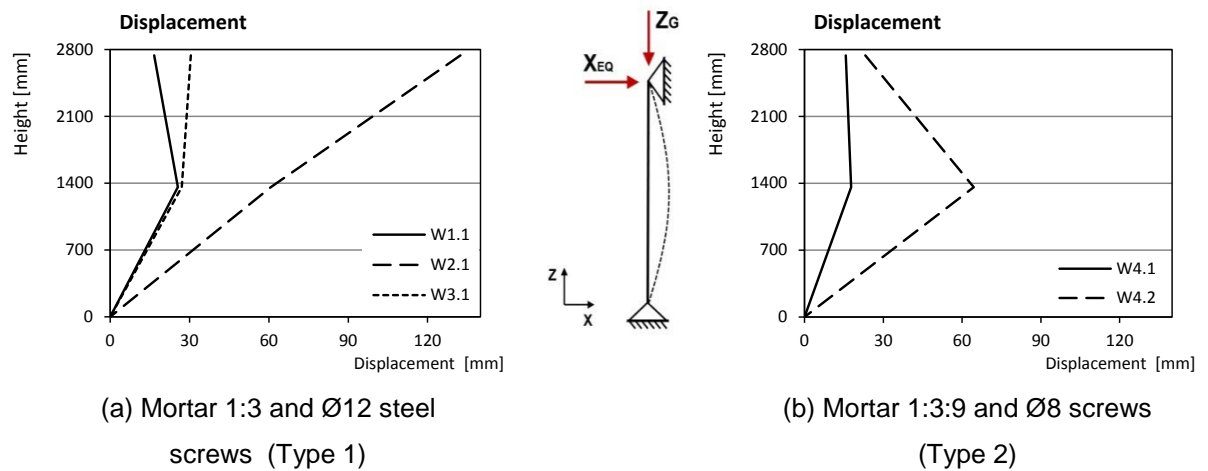 Displacement
Height [mm]
2800
2100
1400
700
0
W1.1
W2.1
W3.1
0 30 60 90 120
Displacement [mm]
(a) Mortar 1:3 and Ø12 steel
screws (Type 1)
ZG
XEQ
Z
X
Displacement
Height [mm]
2800
2100
1400
700
0
W4.1
W4.2
0 30 60 90 120
Displacement [mm]
(b) Mortar 1:3:9 and Ø8 screws
(Type 2)